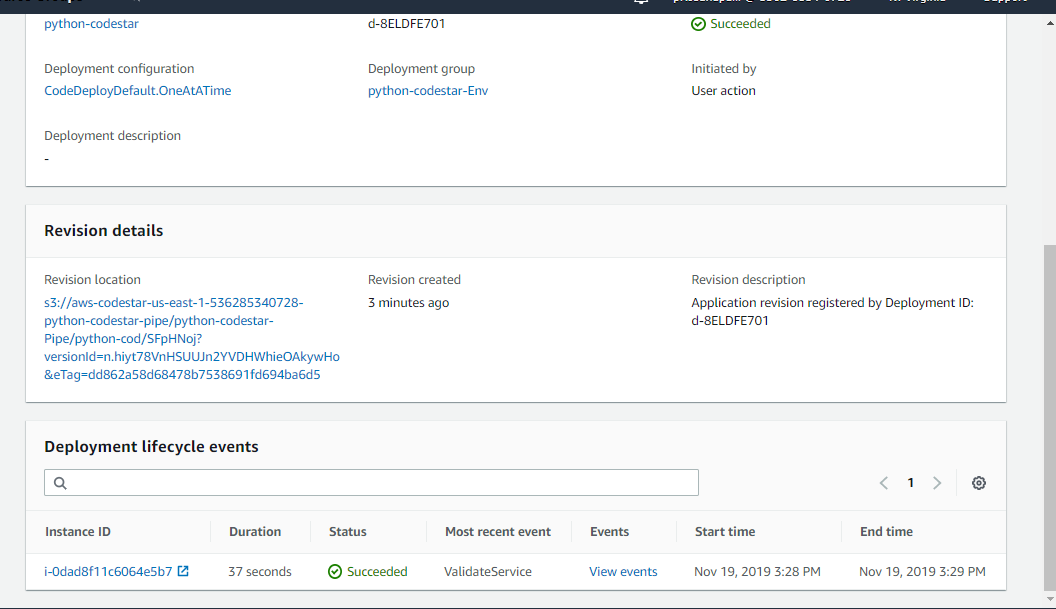 python-codestar
d-8ELDFE701
Succeeded
Deployment configuration
Deployment group
Initiated by
CodeDeployDefault.OneAtATime
python-codestar-Env
User action
Deployment description
-
Revision details
Revision location
Revision created
Revision description
s3://aws-codestar-us-east-1-536285340728-
python-codestar-pipe/python-codestar-
Pipe/python-cod/SFpHNoj?
versionId=n.hiyt78VnHSUUJn2YVDHWhieOAkywHo
&eTag=dd862a58d68478b7538691fd694ba6d5
3 minutes ago
Application revision registered by Deployment ID:
d-8ELDFE701
Deployment lifecycle events
1
Instance ID
Duration
Status
Most recent event
Events
Start time
End time
i-0dad8f11c6064e5b7
37 seconds
Succeeded
ValidateService
View events
Nov 19, 2019 3:28 PM
Nov 19, 2019 3:29 PM